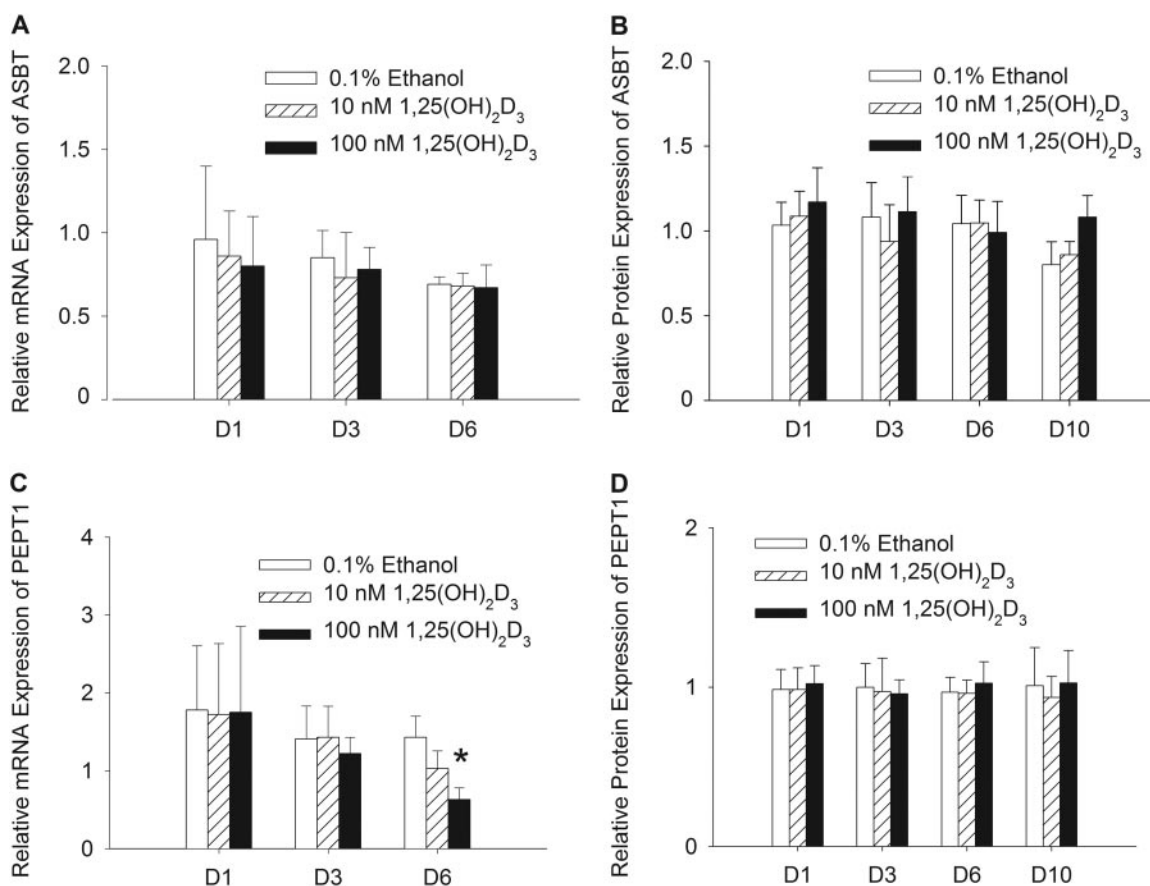 A
Relative mRNA Expression of ASBT
2.0
1.5
1.0
0.5
0
0.1% Ethanol
10 nM 1,25(OH)₂D₃
100 nM 1,25(OH)₂D₃
D1 D3 D6
B
Relative Protein Expression of ASBT
2.0
1.5
1.0
0.5
0
0.1% Ethanol
10 nM 1,25(OH)₂D₃
100 nM 1,25(OH)₂D₃
D1 D3 D6 D10
C
Relative mRNA Expression of PEPT1
4
3
2
1
0
0.1% Ethanol
10 nM 1,25(OH)₂D₃
100 nM 1,25(OH)₂D₃
*
D1 D3 D6
D
Relative Protein Expression of PEPT1
2
1
0
0.1% Ethanol
10 nM 1,25(OH)₂D₃
100 nM 1,25(OH)₂D₃
D1 D3 D6 D10